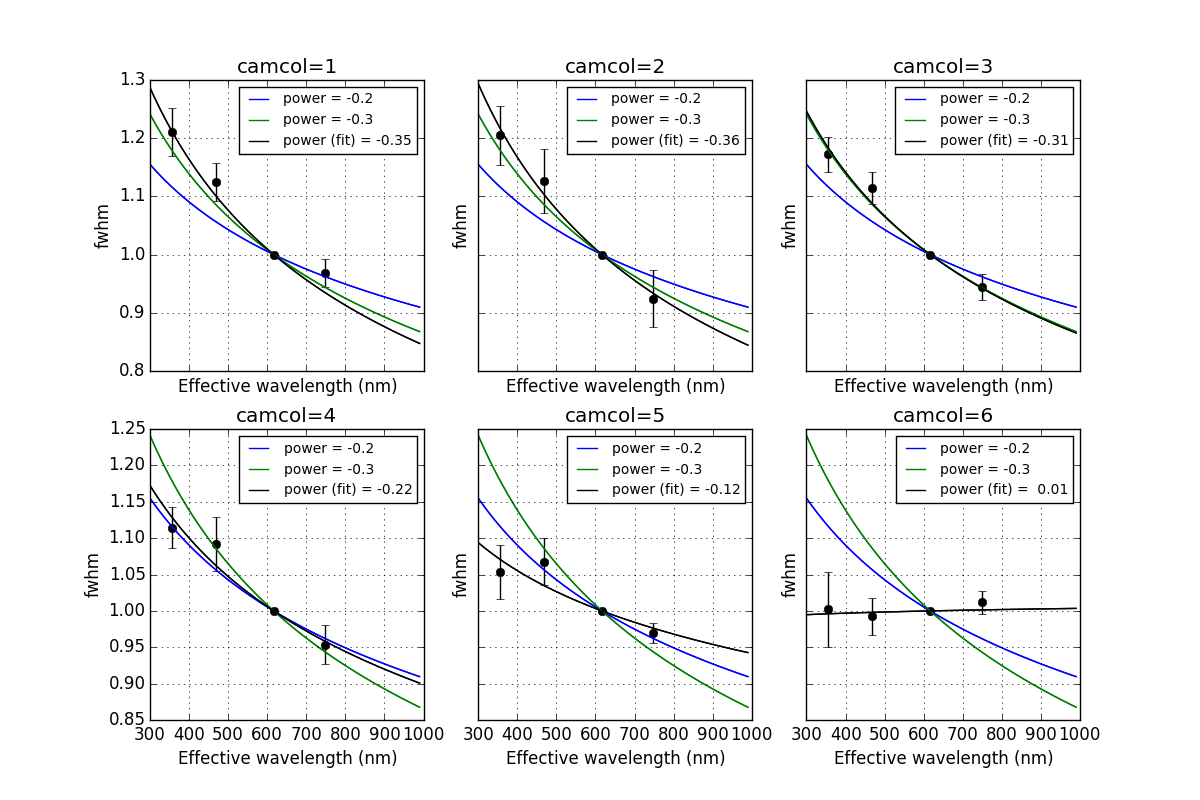 camcol=1
camcol=2
camcol=3
1.3
1.2
1.1
1.0
0.9
0.8
fwhm
power = -0.2
power = -0.3
power (fit) = -0.35
Effective wavelength (nm)
fwhm
power = -0.2
power = -0.3
power (fit) = -0.36
Effective wavelength (nm)
fwhm
power = -0.2
power = -0.3
power (fit) = -0.31
Effective wavelength (nm)
camcol=4
camcol=5
camcol=6
1.25
1.20
1.15
1.10
1.05
1.00
0.95
0.90
0.85
fwhm
power = -0.2
power = -0.3
power (fit) = -0.22
300 400 500 600 700 800 900 1000
Effective wavelength (nm)
fwhm
power = -0.2
power = -0.3
power (fit) = -0.12
300 400 500 600 700 800 900 1000
Effective wavelength (nm)
fwhm
power = -0.2
power = -0.3
power (fit) = 0.01
300 400 500 600 700 800 900 1000
Effective wavelength (nm)